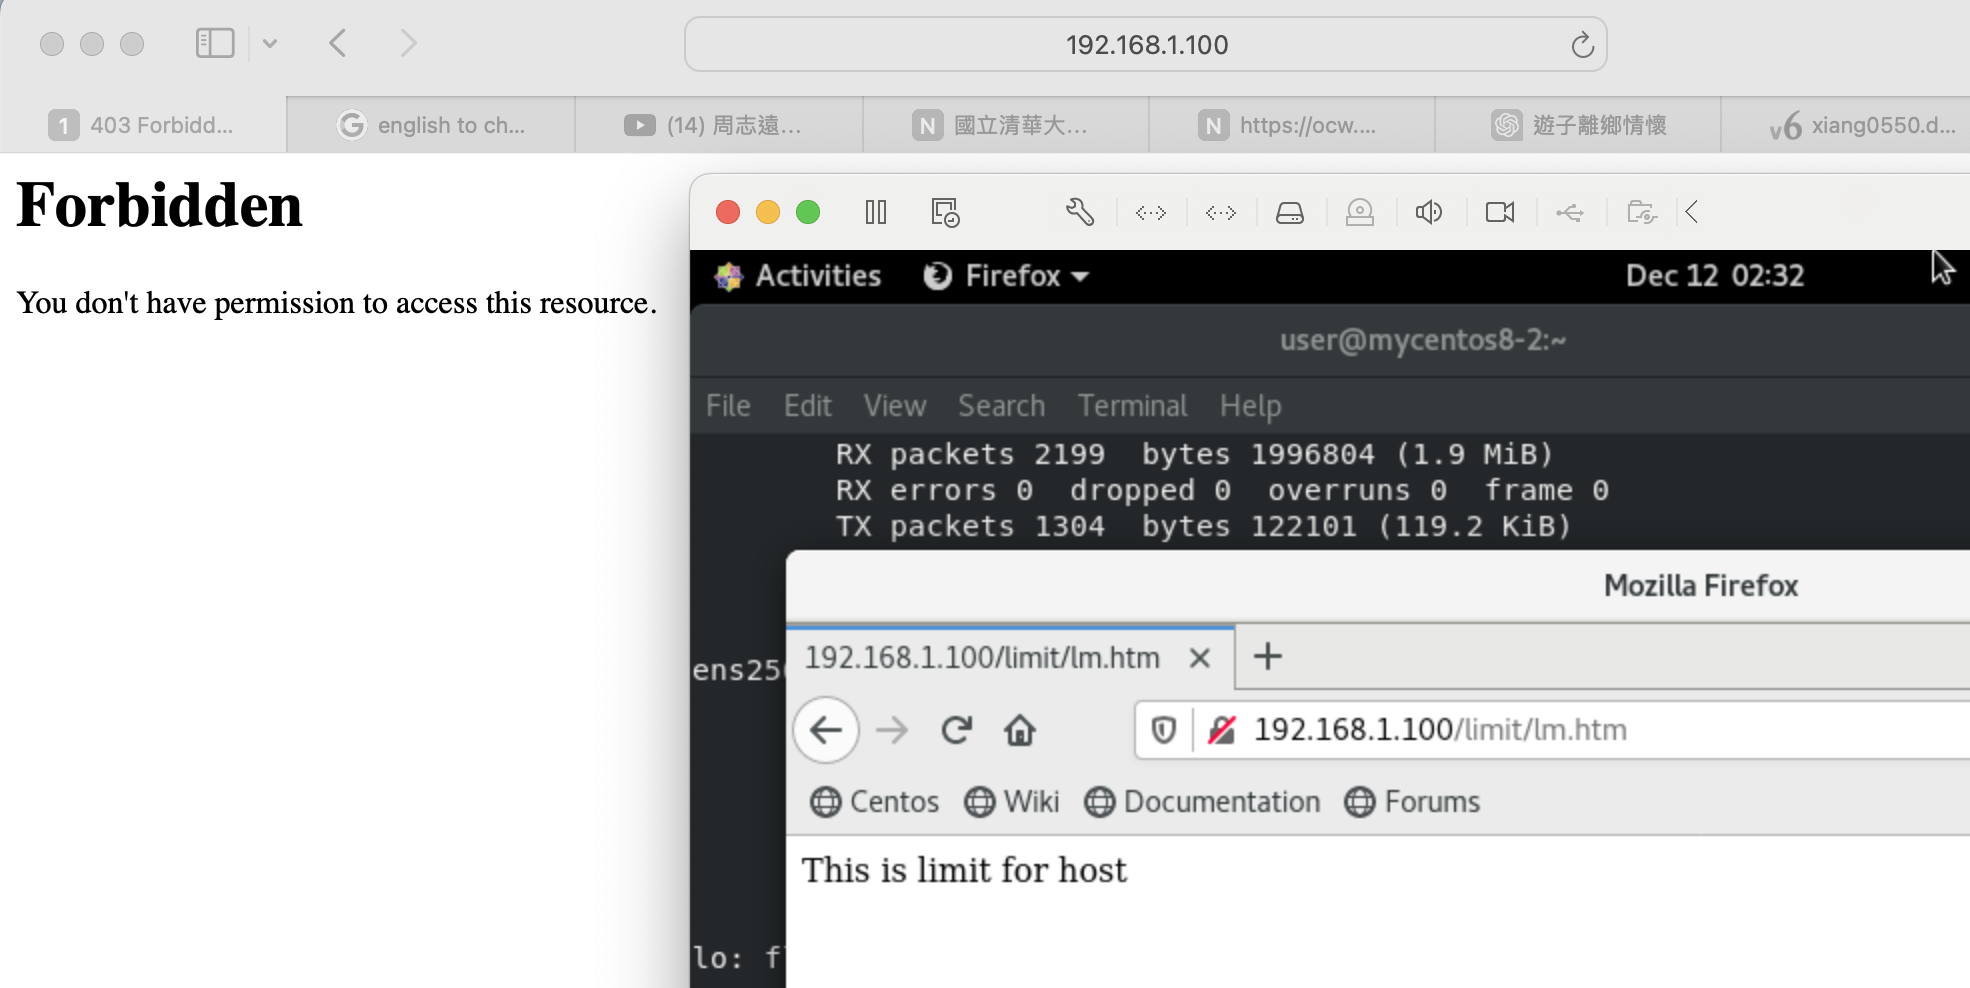 192.168.1.100
1 403 Forbidd...
G english to ch...
(14) 周志遠...
N 國立清華大...
N https://ocw....
遊子離鄉情懷
v6 xiang0550.d...
Forbidden
You don't have permission to access this resource.
Activities Firefox Dec 12 02:32
user@mycentos8-2:~
File Edit View Search Terminal Help
RX packets 2199 bytes 1996804 (1.9 MiB)
RX errors 0 dropped 0 overruns 0 frame 0
TX packets 1304 bytes 122101 (119.2 KiB)
Mozilla Firefox
192.168.1.100/limit/lm.htm
ens25
192.168.1.100/limit/lm.htm
Centos Wiki Documentation Forums
This is limit for host
lo: f